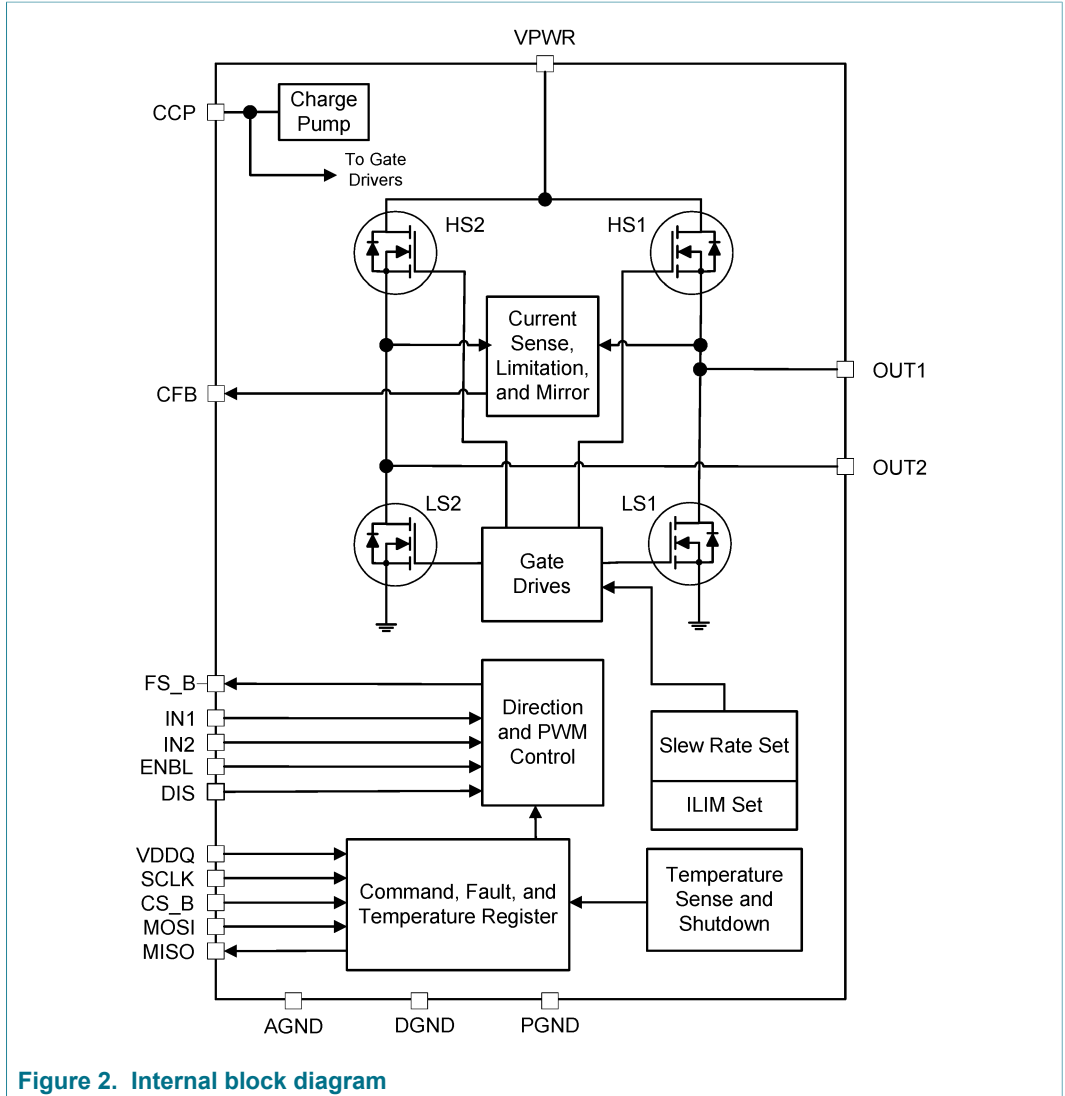 VPWR
CCP
Charge
Pump
To Gate
Drivers
HS2
HS1
Current
Sense,
Limitation,
and Mirror
OUT1
CFB
OUT2
LS2
LS1
Gate
Drives
FS_B
IN1
IN2
ENBL
DIS
Direction
and PWM
Control
Slew Rate Set
ILIM Set
VDDQ
SCLK
CS_B
MOSI
MISO
Command, Fault, and
Temperature Register
Temperature
Sense and
Shutdown
AGND
DGND
PGND
Figure 2. Internal block diagram